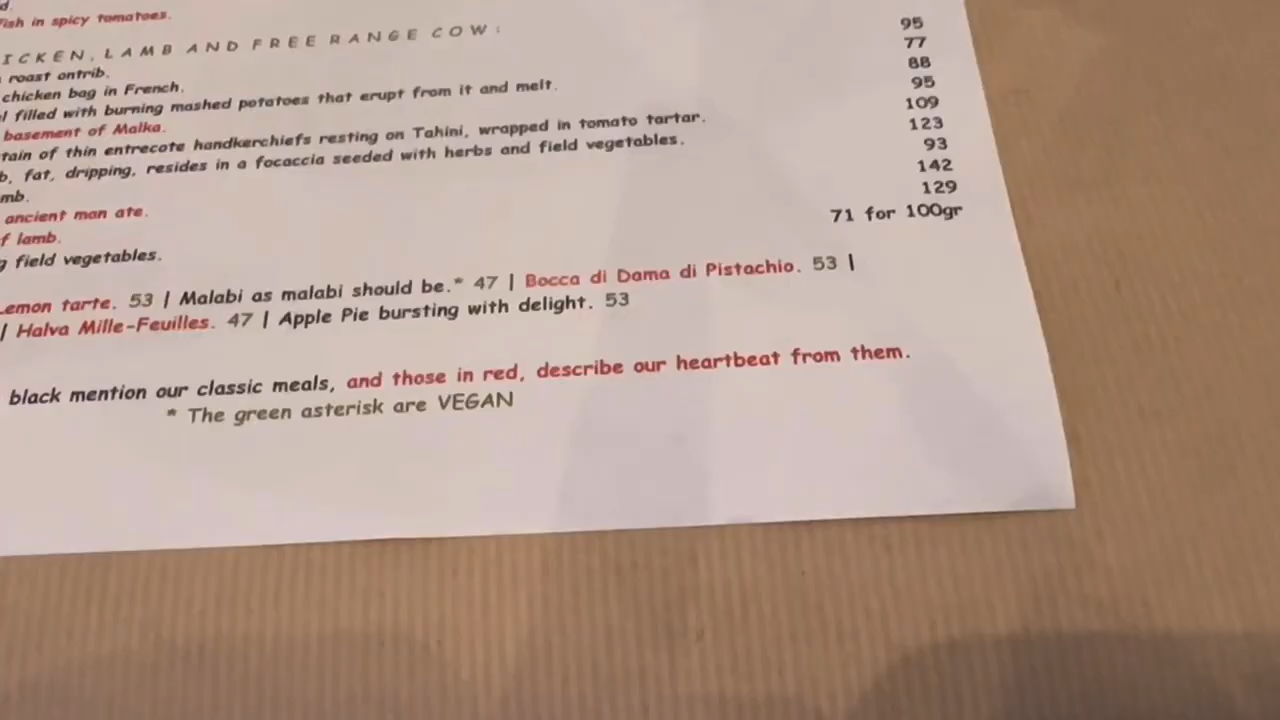 d.
fish in spicy tomatoes.
ICKEN, LAMB AND FREE RANGE COW:
roast ontrib. 95
chicken bag in French. 77
l filled with burning mashed potatoes that erupt from it and melt. 88
basement of Malka. 95
tain of thin entrecote handkerchiefs resting on Tahini, wrapped in tomato tartar. 109
b, fat, dripping, resides in a focaccia seeded with herbs and field vegetables. 123
mb. 93
ancient man ate. 142
f lamb. 129
g field vegetables. 71 for 100gr
Lemon tarte. 53 | Malabi as malabi should be.* 47 | Bocca di Dama di Pistachio. 53 |
| Halva Mille-Feuilles. 47 | Apple Pie bursting with delight. 53
black mention our classic meals, and those in red, describe our heartbeat from them.
* The green asterisk are VEGAN